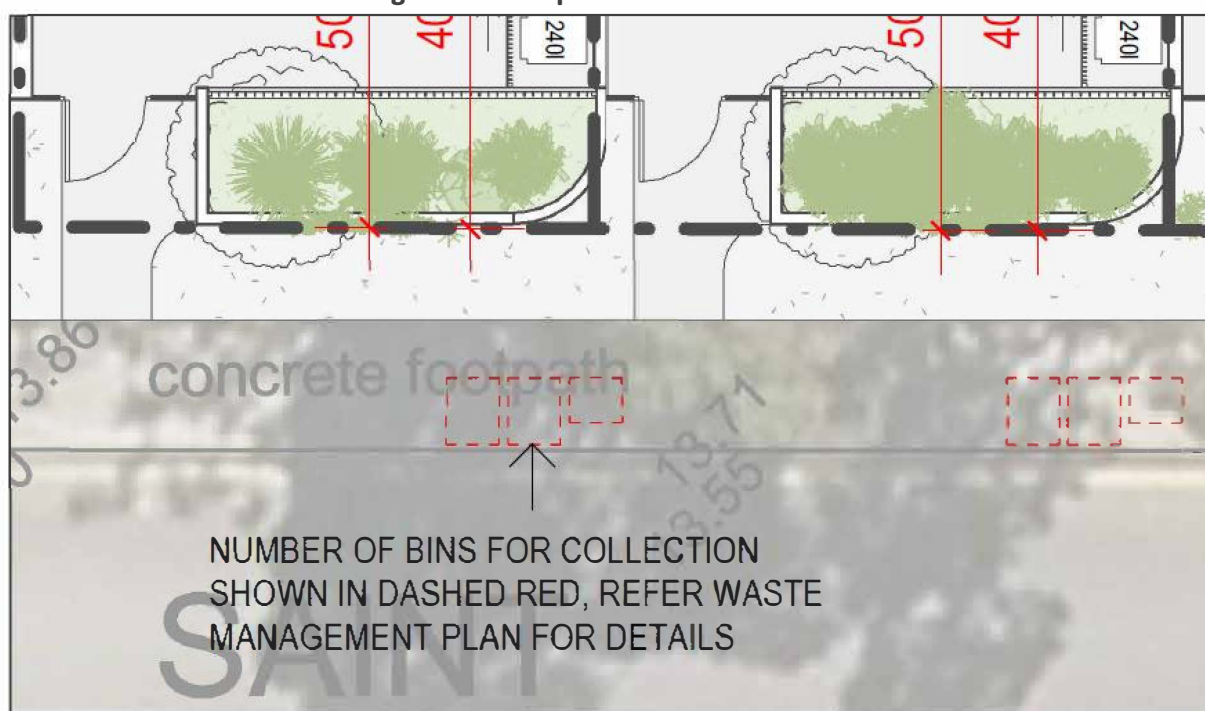 50
40
240l
50
40
240l
13.86
concrete footpath
13.71
13.55
NUMBER OF BINS FOR COLLECTION
SHOWN IN DASHED RED, REFER WASTE
MANAGEMENT PLAN FOR DETAILS
SAINT